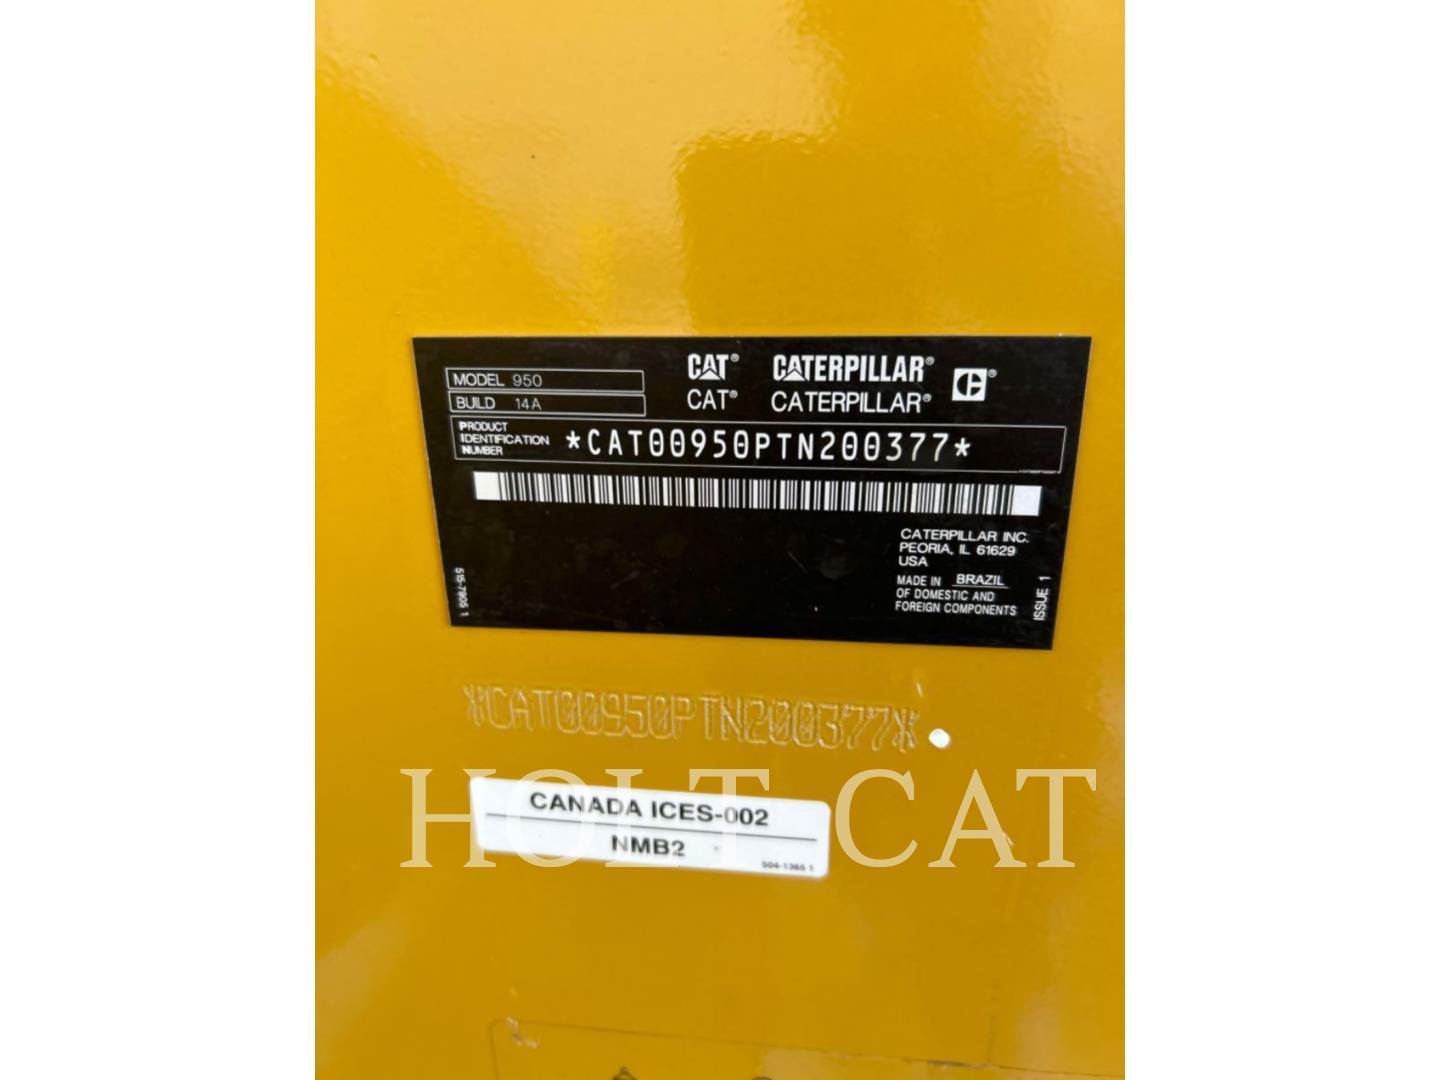 CAT® CATERPILLAR®
CAT® CATERPILLAR®
MODEL 950
BUILD 14A
PRODUCT
IDENTIFICATION
NUMBER
*CAT00950PTN200377*
CATERPILLAR INC.
PEORIA, IL 61629
USA
MADE IN BRAZIL
OF DOMESTIC AND
FOREIGN COMPONENTS
515-7905 1
ISSUE 1
*CAT00950PTN200377*
HOLT CAT
CANADA ICES-002
NMB2
504-1365 1